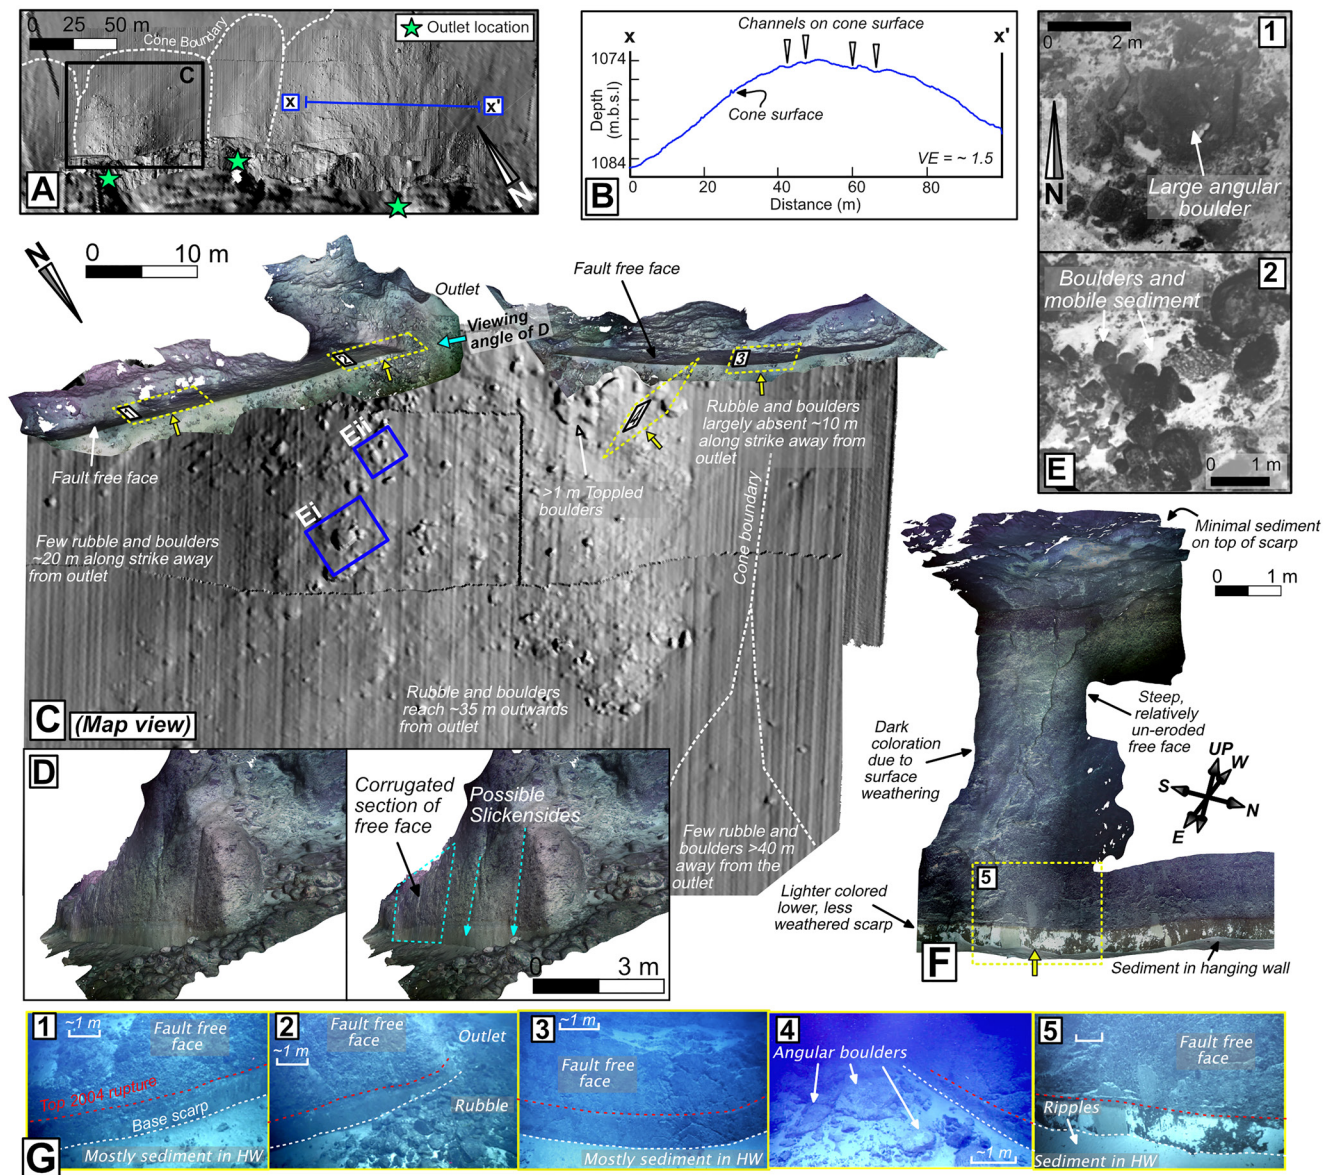 0 25 50 m
Cone Boundary
Outlet location
C
x
x'
N
A
Channels on cone surface
x
x'
1074
Depth
(m.b.s.l)
1084
Cone surface
VE = ~ 1.5
0
20
40
60
80
Distance (m)
B
0
2 m
1
N
Large angular
boulder
2
Boulders and
mobile sediment
0
1 m
E
N
0
10 m
Outlet
Viewing
angle of D
Fault free face
2
1
3
Fault free face
Rubble and boulders
largely absent ~10 m
along strike away from
outlet
Eii
Ei
>1 m Toppled
boulders
Few rubble and boulders
~20 m along strike away
from outlet
Cone boundary
Rubble and boulders
reach ~35 m outwards
from outlet
C
(Map view)
Few rubble and
boulders >40 m
away from the
outlet
D
Corrugated
section of
free face
Possible
Slickensides
0
3 m
Minimal sediment
on top of scarp
0
1 m
Steep,
relatively
un-eroded
free face
Dark
coloration
due to
surface
weathering
UP
W
S
N
E
Lighter colored
lower, less
weathered scarp
5
Sediment in hanging wall
F
1
~1 m
Fault free
face
Top 2004 rupture
Base scarp
Mostly sediment in HW
G
2
~1 m
Fault free
face
Outlet
Rubble
3
~1 m
Fault free
face
Mostly sediment in HW
4
Angular boulders
~1 m
5
Fault free
face
Ripples
Sediment in HW